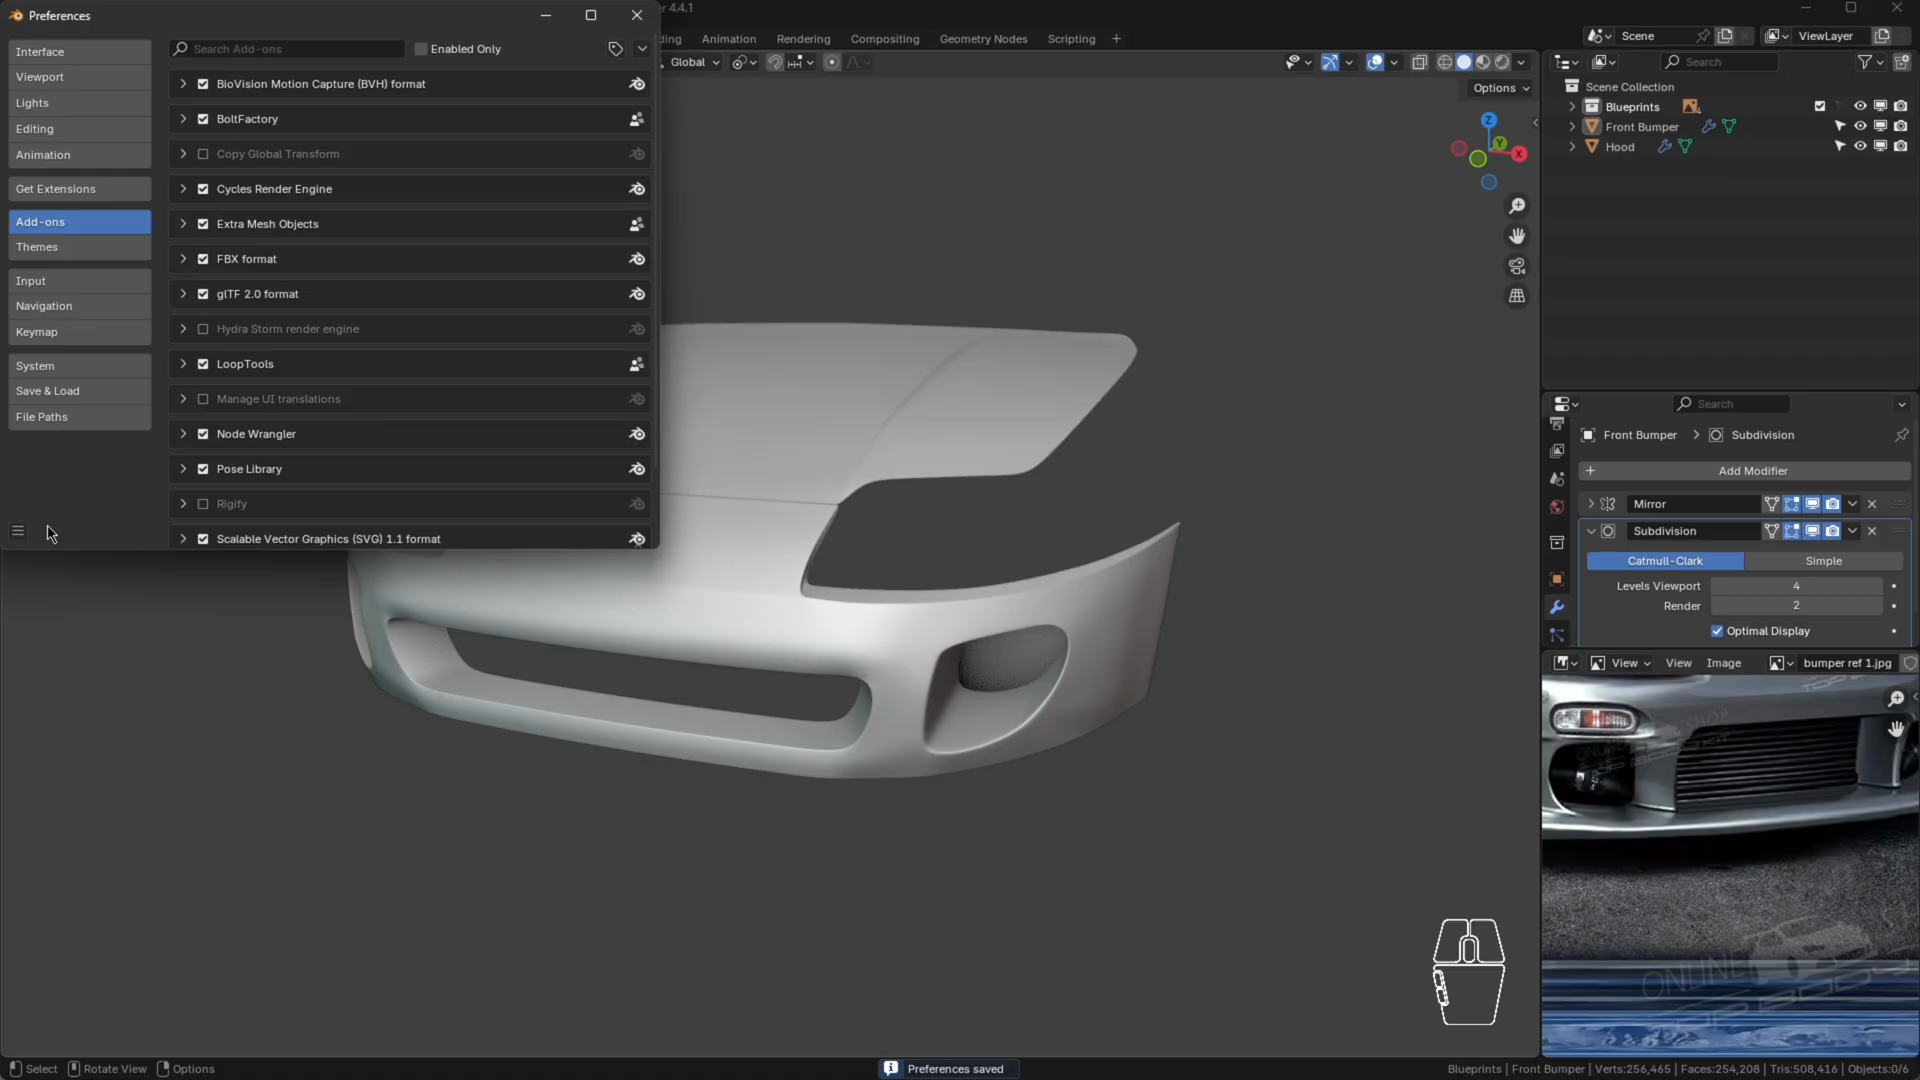 Preferences
er 4.4.1
Interface
Viewport
Lights
Editing
Animation
Get Extensions
Add-ons
Themes
Input
Navigation
Keymap
System
Save & Load
File Paths
Search Add-ons
Enabled Only
BioVision Motion Capture (BVH) format
BoltFactory
Copy Global Transform
Cycles Render Engine
Extra Mesh Objects
FBX format
glTF 2.0 format
Hydra Storm render engine
LoopTools
Manage UI translations
Node Wrangler
Pose Library
Rigify
Scalable Vector Graphics (SVG) 1.1 format
ding Animation Rendering Compositing Geometry Nodes Scripting +
Scene ViewLayer
Global
Options
Z
Y
X
Search
Scene Collection
Blueprints
Front Bumper
Hood
Search
Front Bumper > Subdivision
+ Add Modifier
Mirror
Subdivision
Catmull-Clark Simple
Levels Viewport 4
Render 2
Optimal Display
View View Image bumper ref 1.jpg
ONLINE
Select Rotate View Options
Preferences saved
Blueprints | Front Bumper | Verts:256,465 | Faces:254,208 | Tris:508,416 | Objects:0/6